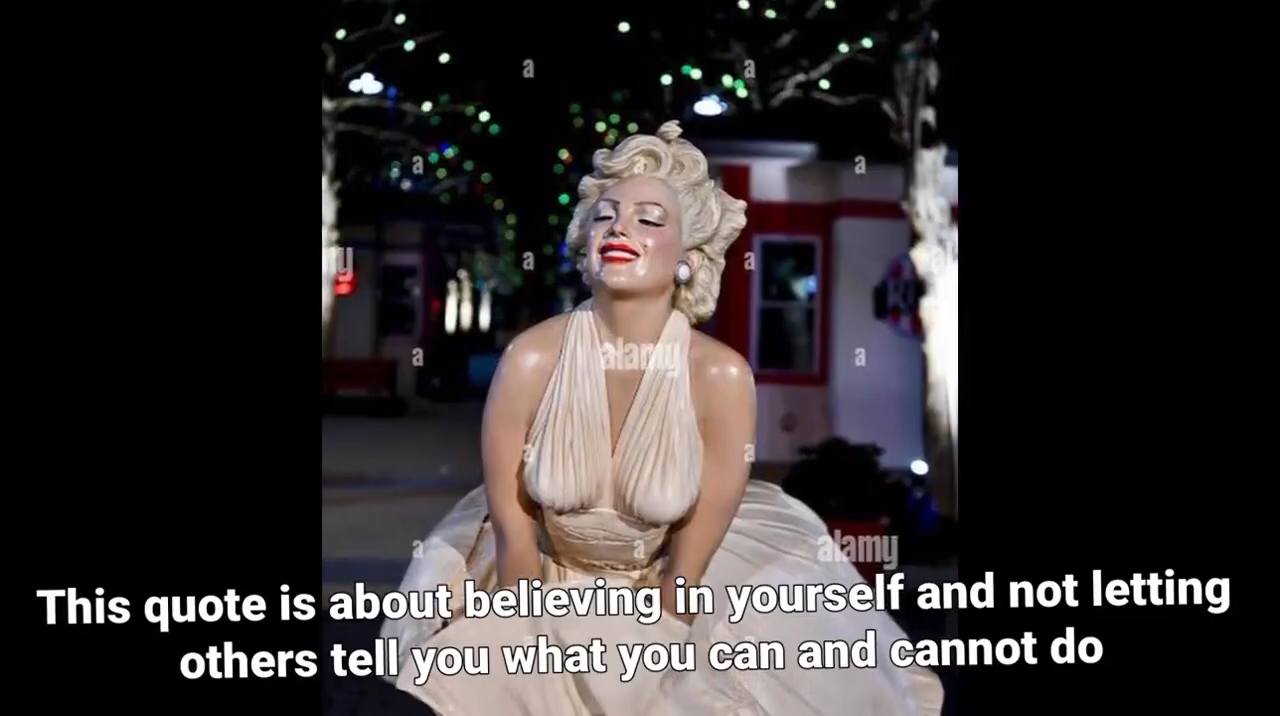 a a
a a
a a
alamy
a a
a a
alamy
a a
This quote is about believing in yourself and not letting
others tell you what you can and cannot do